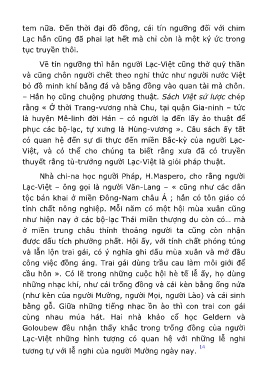 tem nữa. Đến thời đại đồ đồng, cái tín ngưỡng đối với chim
Lạc hẳn cũng đã phai lạt hết mà chỉ còn là một ký ức trong
tục truyền thôi.
Về tín ngưỡng thì hẳn người Lạc-Việt cũng thờ quỷ thần
và cũng chôn người chết theo nghi thức như người nước Việt
bỏ đồ minh khí bằng đá và bằng đồng vào quan tài mà chôn.
– Hẳn họ cũng chuộng phương thuật. Sách Việt sử lược chép
rằng « Ở thời Trang-vương nhà Chu, tại quận Gia-ninh – tức
là huyện Mê-linh đời Hán – có người lạ đến lấy áo thuật để
phục các bộ-lạc, tự xưng là Hùng-vương ». Câu sách ấy tất
có quan hệ đến sự di thực đến miền Bắc-kỳ của người Lạc-
Việt, và có thể cho chúng ta biết rằng xưa đã có truyền
thuyết rằng tù-trưởng người Lạc-Việt là giỏi pháp thuật.
Nhà chi-na học người Pháp, H.Maspero, cho rằng người
Lạc-Việt – ông gọi là người Văn-Lang – « cũng như các dân
tộc bán khai ở miền Đông-Nam châu Á ; hẳn có tôn giáo có
tính chất nông nghiệp. Mỗi năm có một hội mùa xuân cũng
như hiện nay ở các bộ-lạc Thái miền thượng du còn có… mà
ở miền trung châu thỉnh thoảng người ta cũng còn nhận
được dấu tích phưởng phất. Hội ấy, với tính chất phóng túng
và lẫn lộn trai gái, có ý nghĩa ghi dấu mùa xuân và mở đầu
công việc đồng áng. Trai gái dùng trầu cau làm môi giới để
cầu hôn ». Có lẽ trong những cuộc hội hè tế lễ ấy, họ dùng
những nhạc khí, như cái trống đồng và cái kèn bằng ống nứa
(như kèn của người Mường, người Mọi, người Lào) và cái sinh
bằng gỗ. Giữa những tiếng nhạc ồn ào thì con trai con gái
cùng nhau múa hát. Hai nhà khảo cổ học Geldern và
Goloubew đều nhận thấy khắc trong trống đồng của người
Lạc-Việt những hình tượng có quan hệ với những lễ nghi
tương tự với lễ nghi của người Mường ngày nay. 14